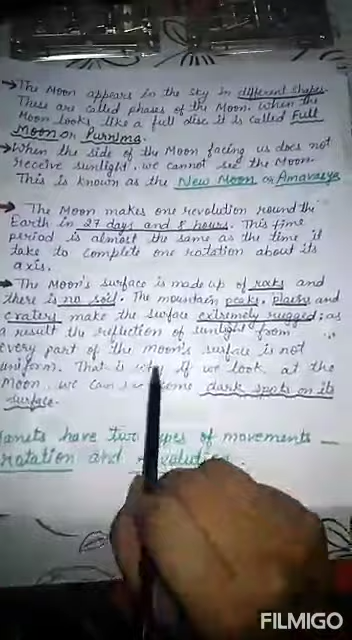 → The Moon appears in the sky in different shapes.
These are called phases of the Moon. When the
Moon looks like a full disc it is called Full
Moon or Purnima.
→ When the side of the Moon facing us does not
receive sunlight, we cannot see the Moon.
This is known as the New Moon or Amavasya
→ The Moon makes one revolution round the
Earth in 27 days and 8 hours. This time
period is almost the same as the time it
take to complete one rotation about its
axis.
→ The Moon's surface is made up of rocks and
there is no soil. The mountain peaks, and
craters make the surface extremely rugged; as
a result the reflection of sunlight from
every part of the moon's surface is not
uniform. That is why if we look at the
Moon, we can some dark spots on its
surface.
lanets have two types of movements —
rotation and revolution.
FILMIGO